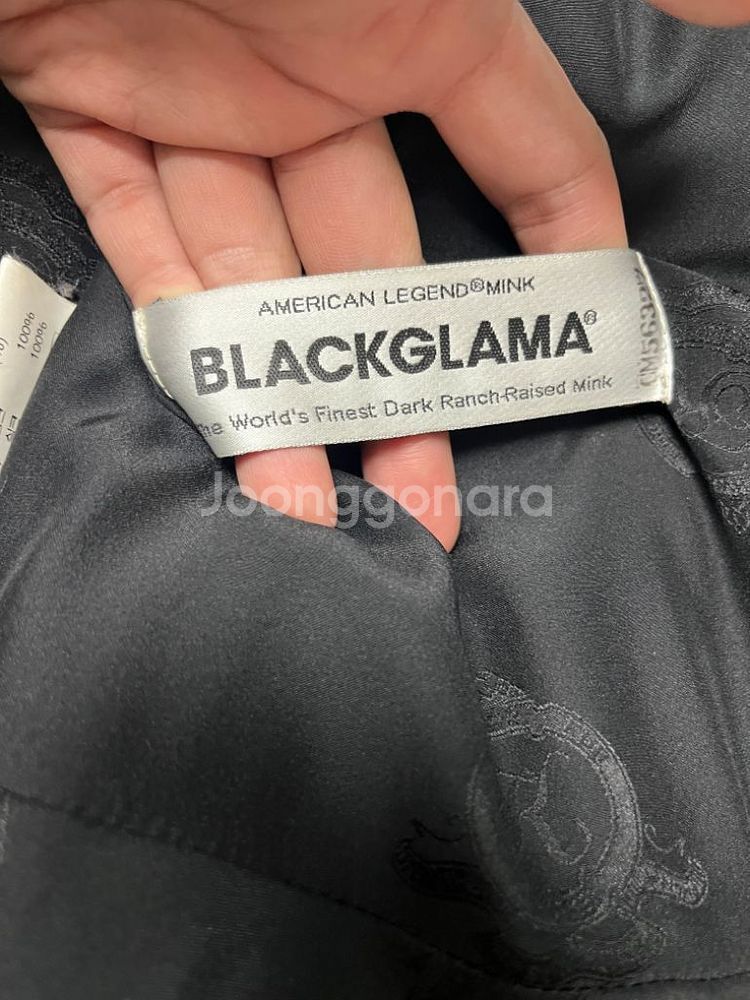 AMERICAN LEGEND®MINK
BLACKGLAMA®
The World's Finest Dark Ranch-Raised Mink
100%
100%
Joonggonara